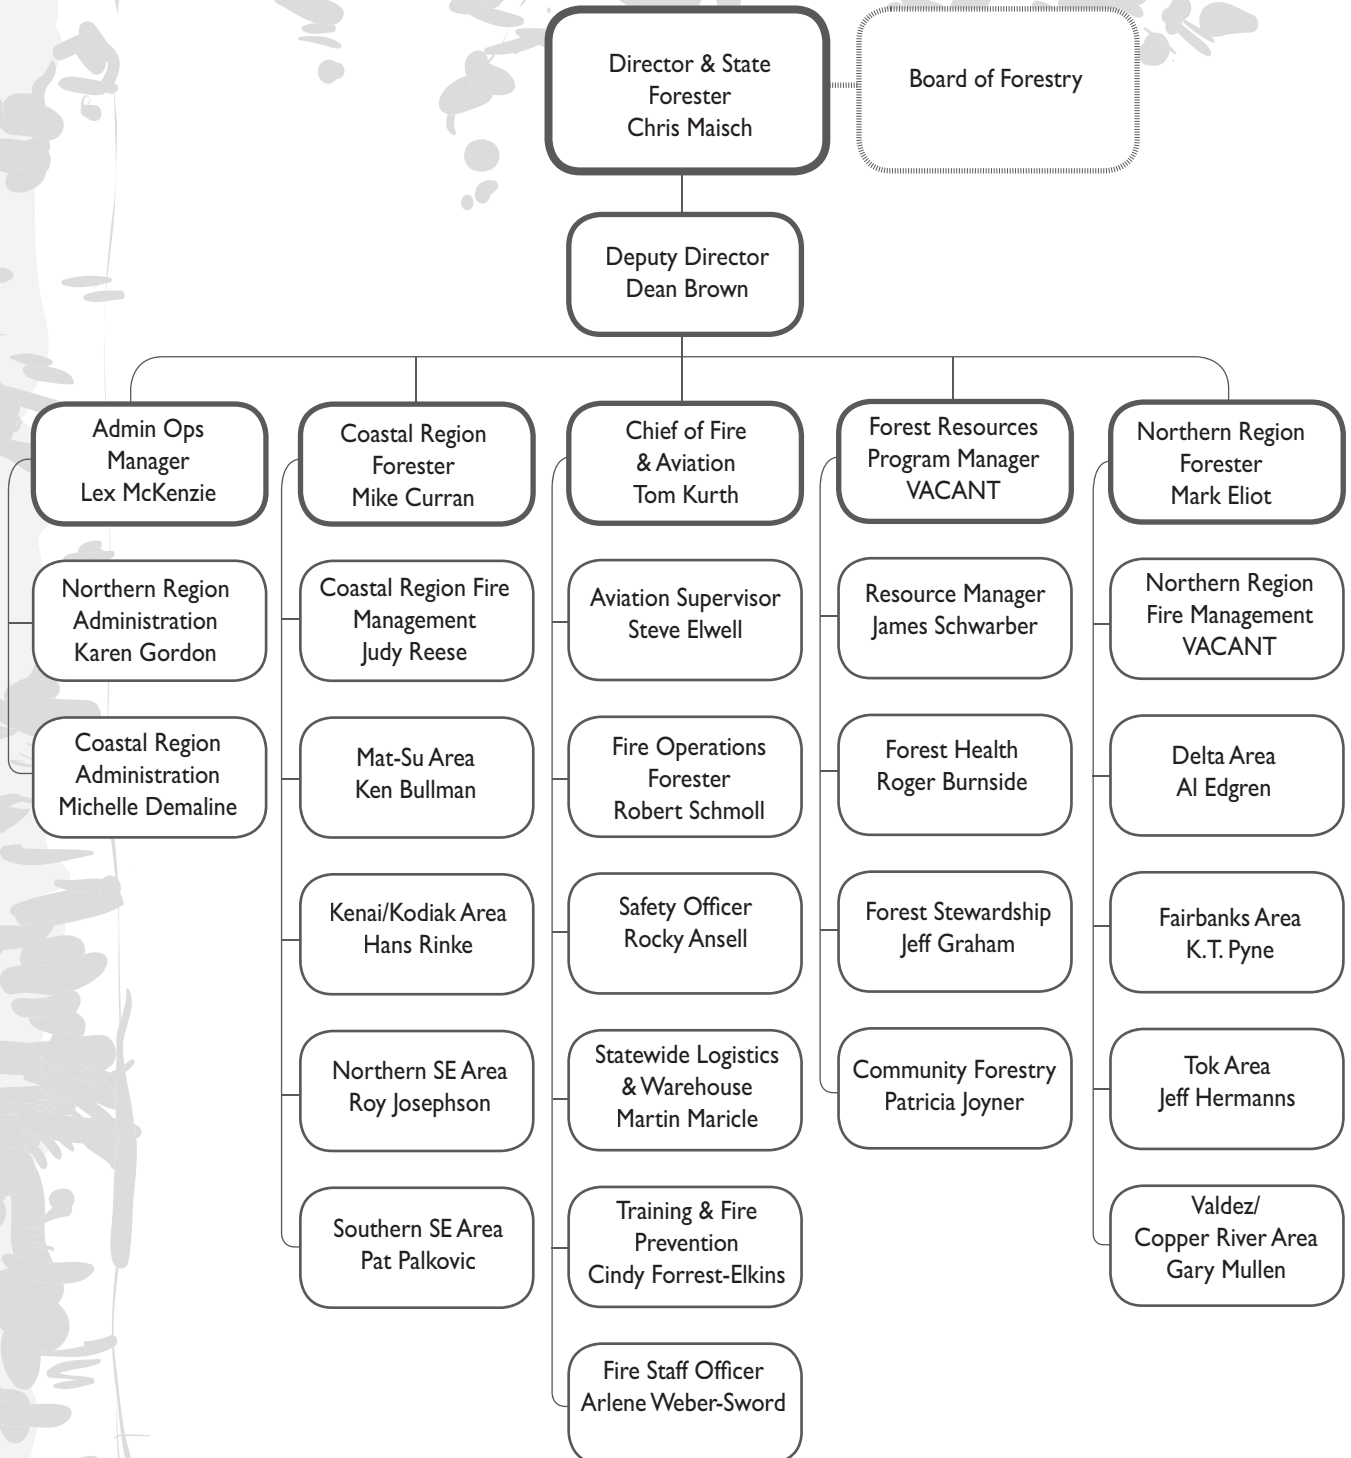 Director & State
Forester
Chris Maisch
Board of Forestry
Deputy Director
Dean Brown
Admin Ops
Manager
Lex McKenzie
Northern Region
Administration
Karen Gordon
Coastal Region
Administration
Michelle Demaline
Coastal Region
Forester
Mike Curran
Coastal Region Fire
Management
Judy Reese
Mat-Su Area
Ken Bullman
Kenai/Kodiak Area
Hans Rinke
Northern SE Area
Roy Josephson
Southern SE Area
Pat Palkovic
Chief of Fire
& Aviation
Tom Kurth
Aviation Supervisor
Steve Elwell
Fire Operations
Forester
Robert Schmoll
Safety Officer
Rocky Ansell
Statewide Logistics
& Warehouse
Martin Maricle
Training & Fire
Prevention
Cindy Forrest-Elkins
Fire Staff Officer
Arlene Weber-Sword
Forest Resources
Program Manager
VACANT
Resource Manager
James Schwarber
Forest Health
Roger Burnside
Forest Stewardship
Jeff Graham
Community Forestry
Patricia Joyner
Northern Region
Forester
Mark Eliot
Northern Region
Fire Management
VACANT
Delta Area
Al Edgren
Fairbanks Area
K.T. Pyne
Tok Area
Jeff Hermanns
Valdez/
Copper River Area
Gary Mullen